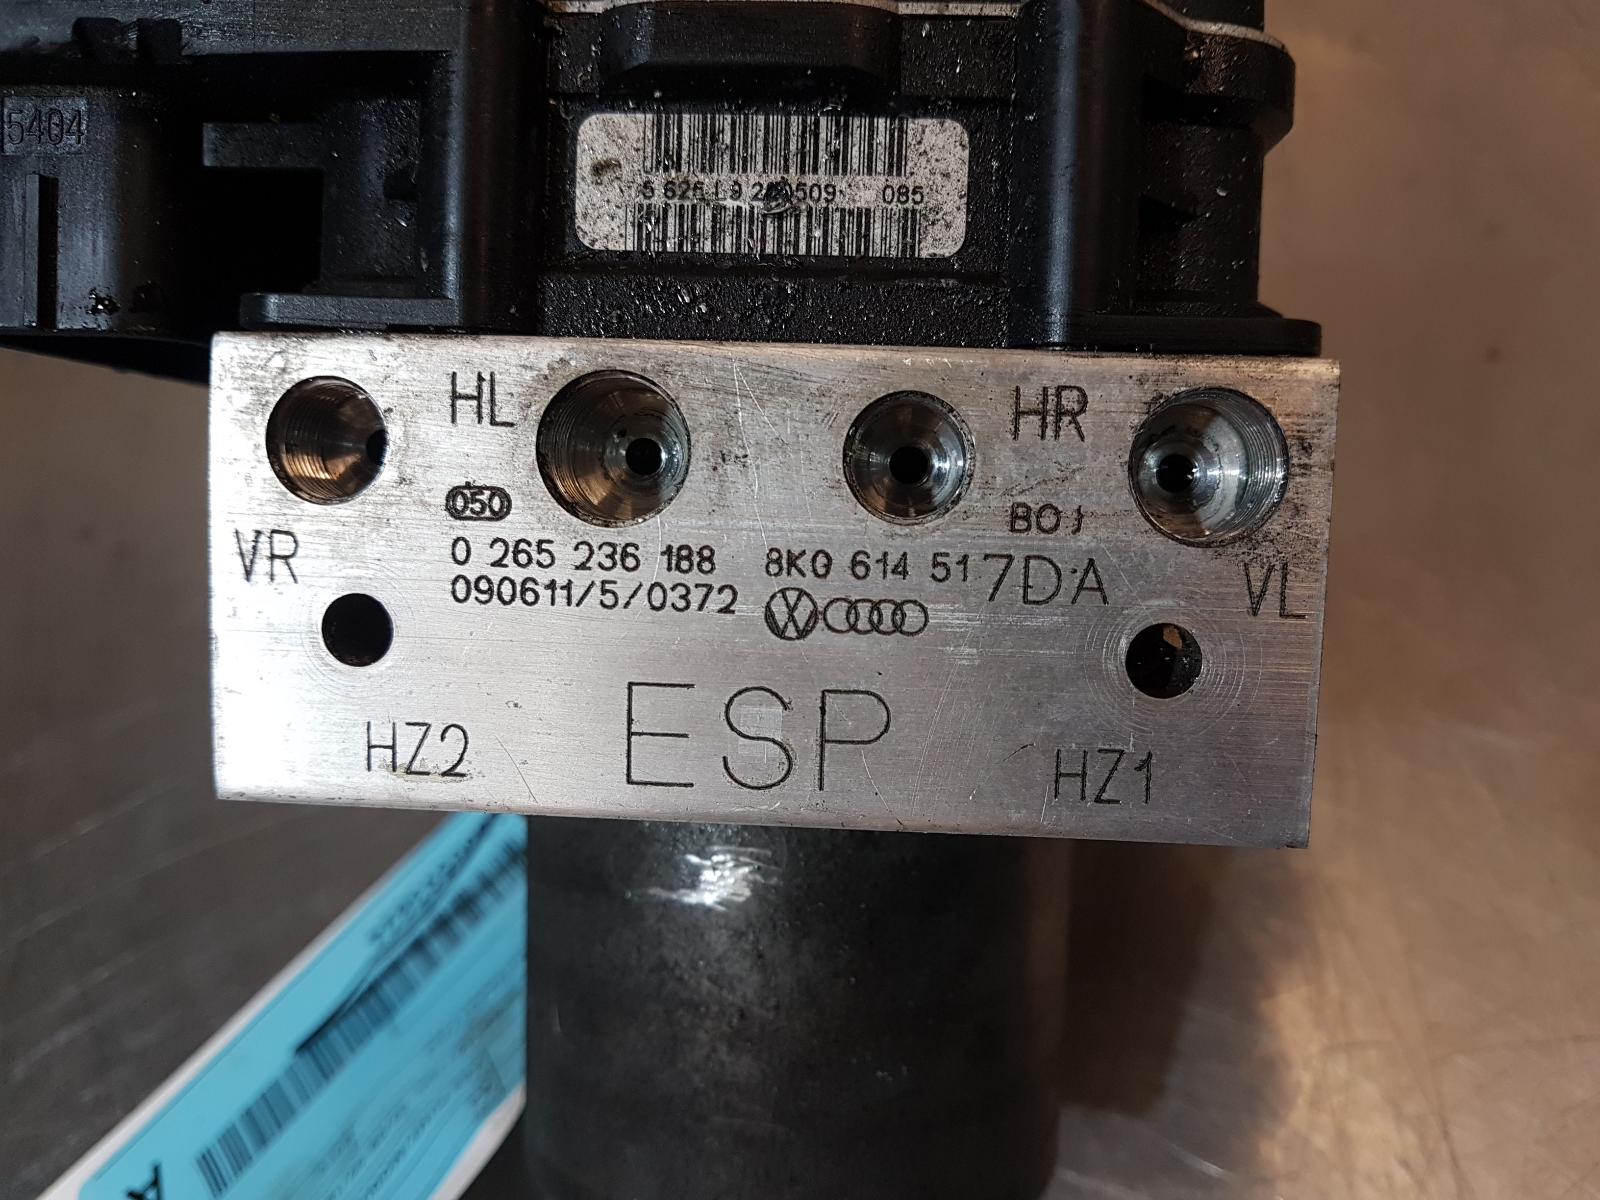 5404
085
HL
HR
050
BO1
VR
0 265 236 188 8K0 614 517DA
VL
090611/5/0372
ESP
HZ2
HZ1
A